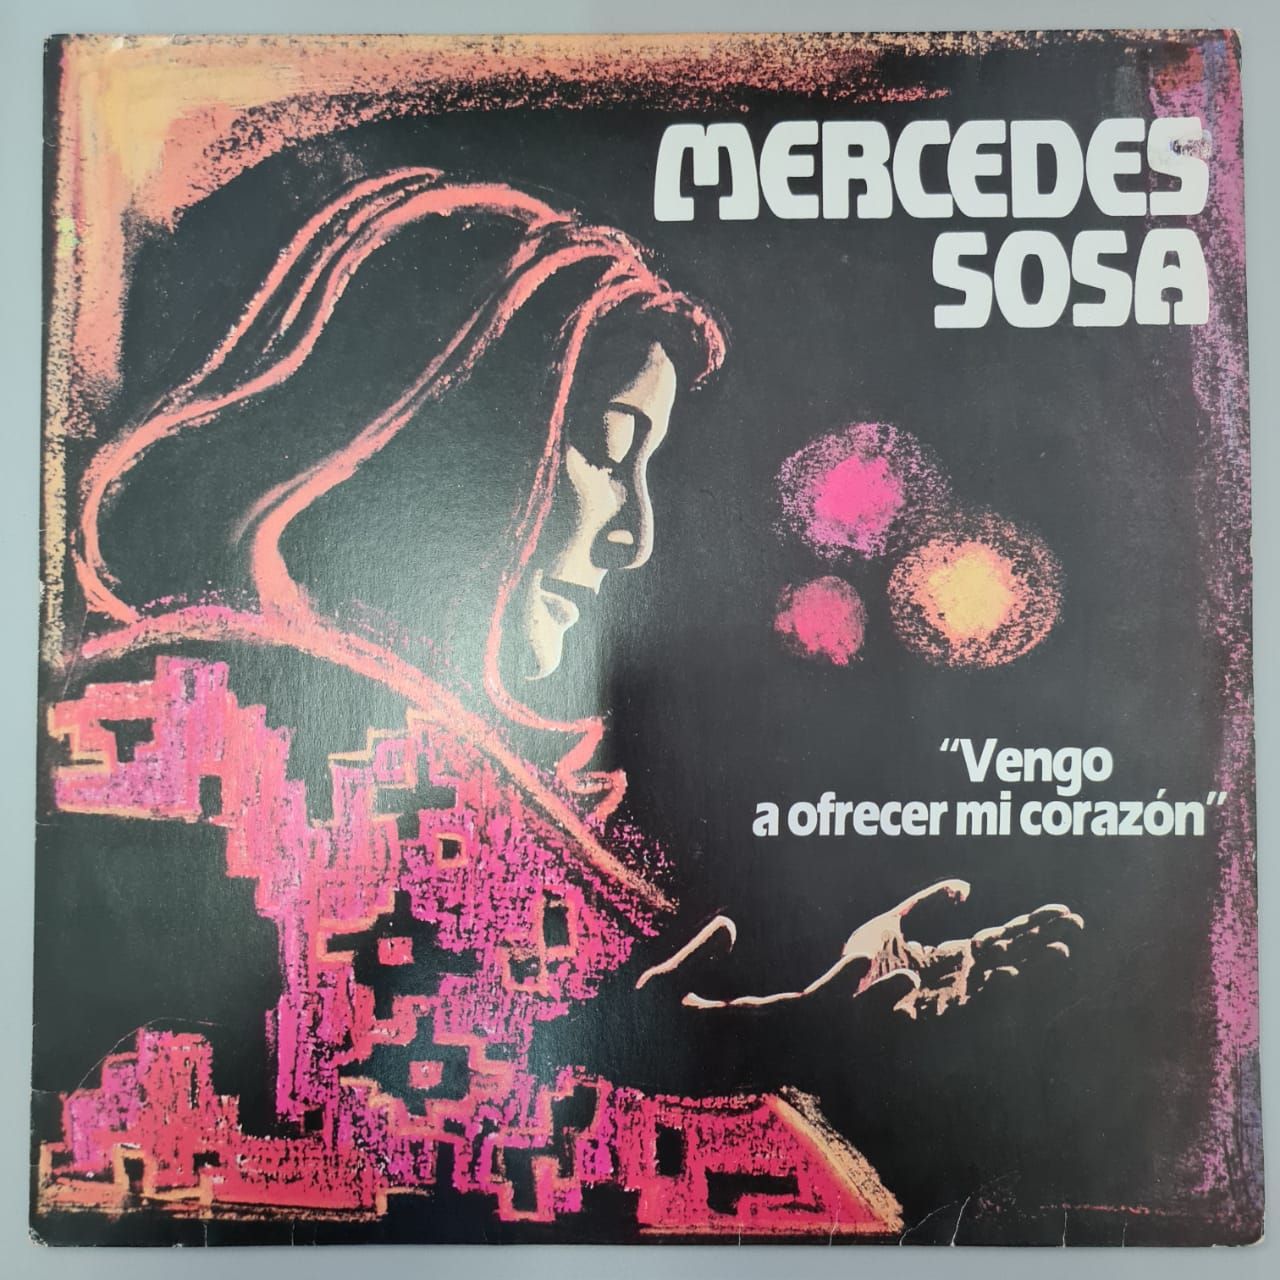 MERCEDES
SOSA
"Vengo
a ofrecer mi corazón"